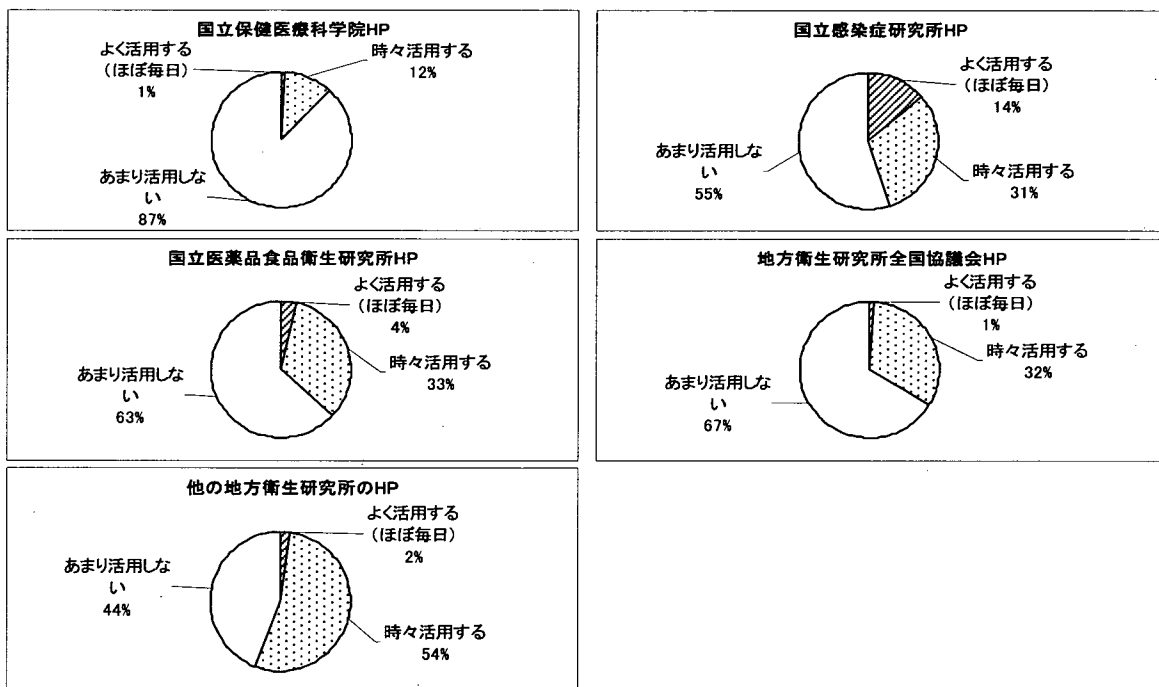 国立保健医療科学院HP
よく活用する
（ほぼ毎日）
1%
時々活用する
12%
あまり活用しな
い
87%
国立感染症研究所HP
よく活用する
（ほぼ毎日）
14%
あまり活用しな
い
55%
時々活用する
31%
国立医薬品食品衛生研究所HP
よく活用する
（ほぼ毎日）
4%
時々活用する
33%
あまり活用しな
い
63%
地方衛生研究所全国協議会HP
よく活用する
（ほぼ毎日）
1%
時々活用する
32%
あまり活用しな
い
67%
他の地方衛生研究所のHP
よく活用する
（ほぼ毎日）
2%
あまり活用しな
い
44%
時々活用する
54%